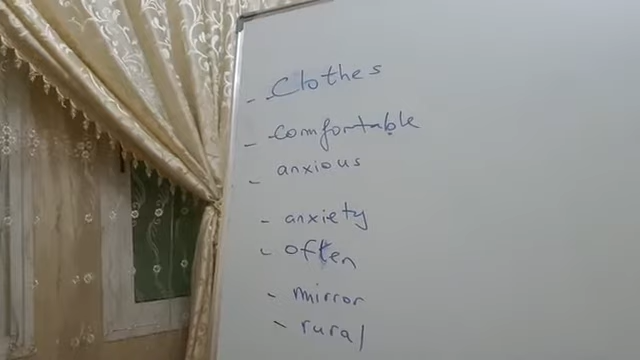 - Clothes
- comfortable
- anxious
- anxiety
- often
- mirror
- rural